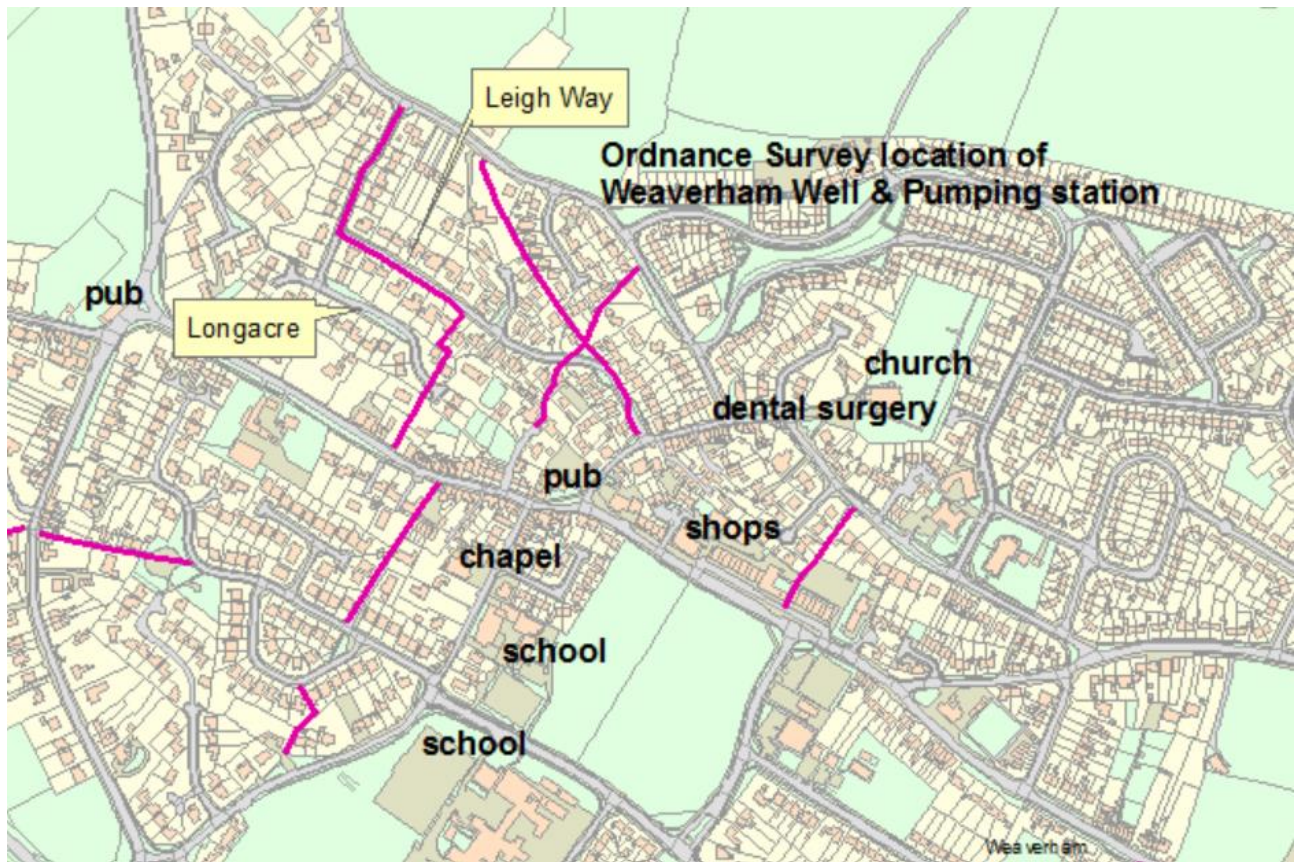 Leigh Way
Ordnance Survey location of
Weaverham Well & Pumping station
pub
Longacre
church
dental surgery
pub
shops
chapel
school
school
Weaverham